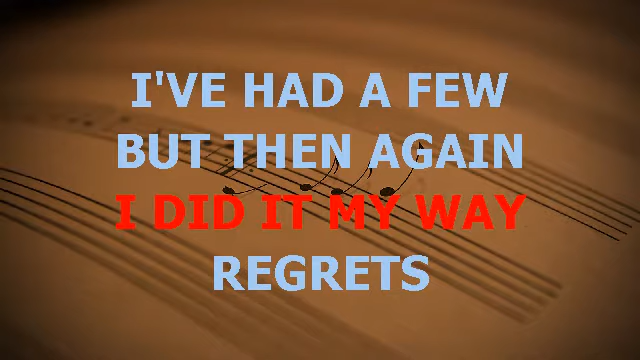 I'VE HAD A FEW
BUT THEN AGAIN
I DID IT MY WAY
REGRETS